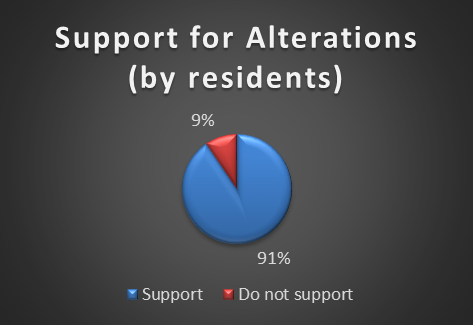 Support for Alterations
(by residents)
9%
91%
Support
Do not support